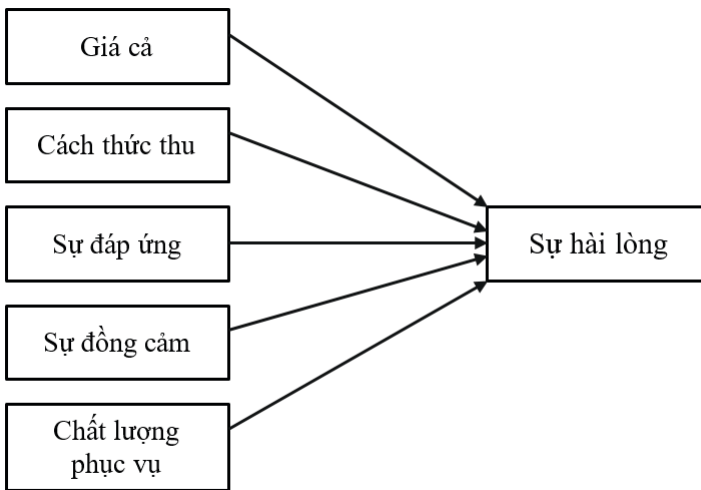 Giá cả
Cách thức thu
Sự đáp ứng
Sự hài lòng
Sự đồng cảm
Chất lượng
phục vụ